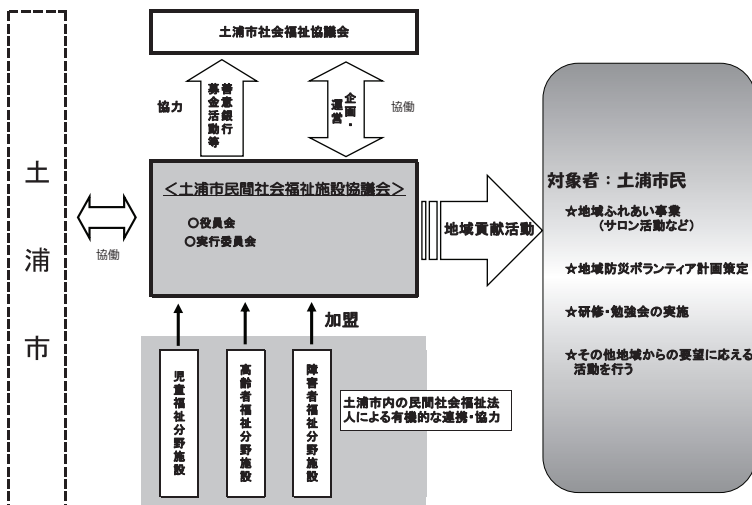 土浦市社会福祉協議会
協力
善意銀行
募金活動等
企画・
運営
協働
土浦市
協働
＜土浦市民間社会福祉施設協議会＞
○役員会
○実行委員会
地域貢献活動
加盟
児童福祉分野施設
高齢者福祉分野施設
障害者福祉分野施設
土浦市内の民間社会福祉法
人による有機的な連携・協力
対象者：土浦市民
☆地域ふれあい事業
（サロン活動など）
☆地域防災ボランティア計画策定
☆研修・勉強会の実施
☆その他地域からの要望に応える
活動を行う